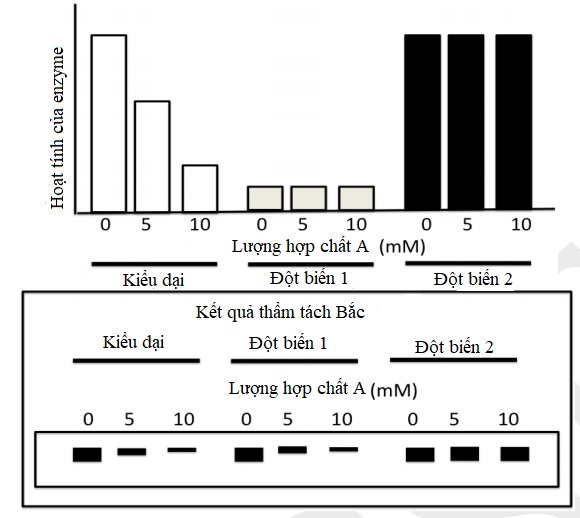 Hoạt tính của enzyme
0 5 10 0 5 10 0 5 10
Lượng hợp chất A (mM)
Kiểu dại Đột biến 1 Đột biến 2
Kết quả thẩm tách Bắc
Kiểu dại Đột biến 1 Đột biến 2
Lượng hợp chất A (mM)
0 5 10 0 5 10 0 5 10